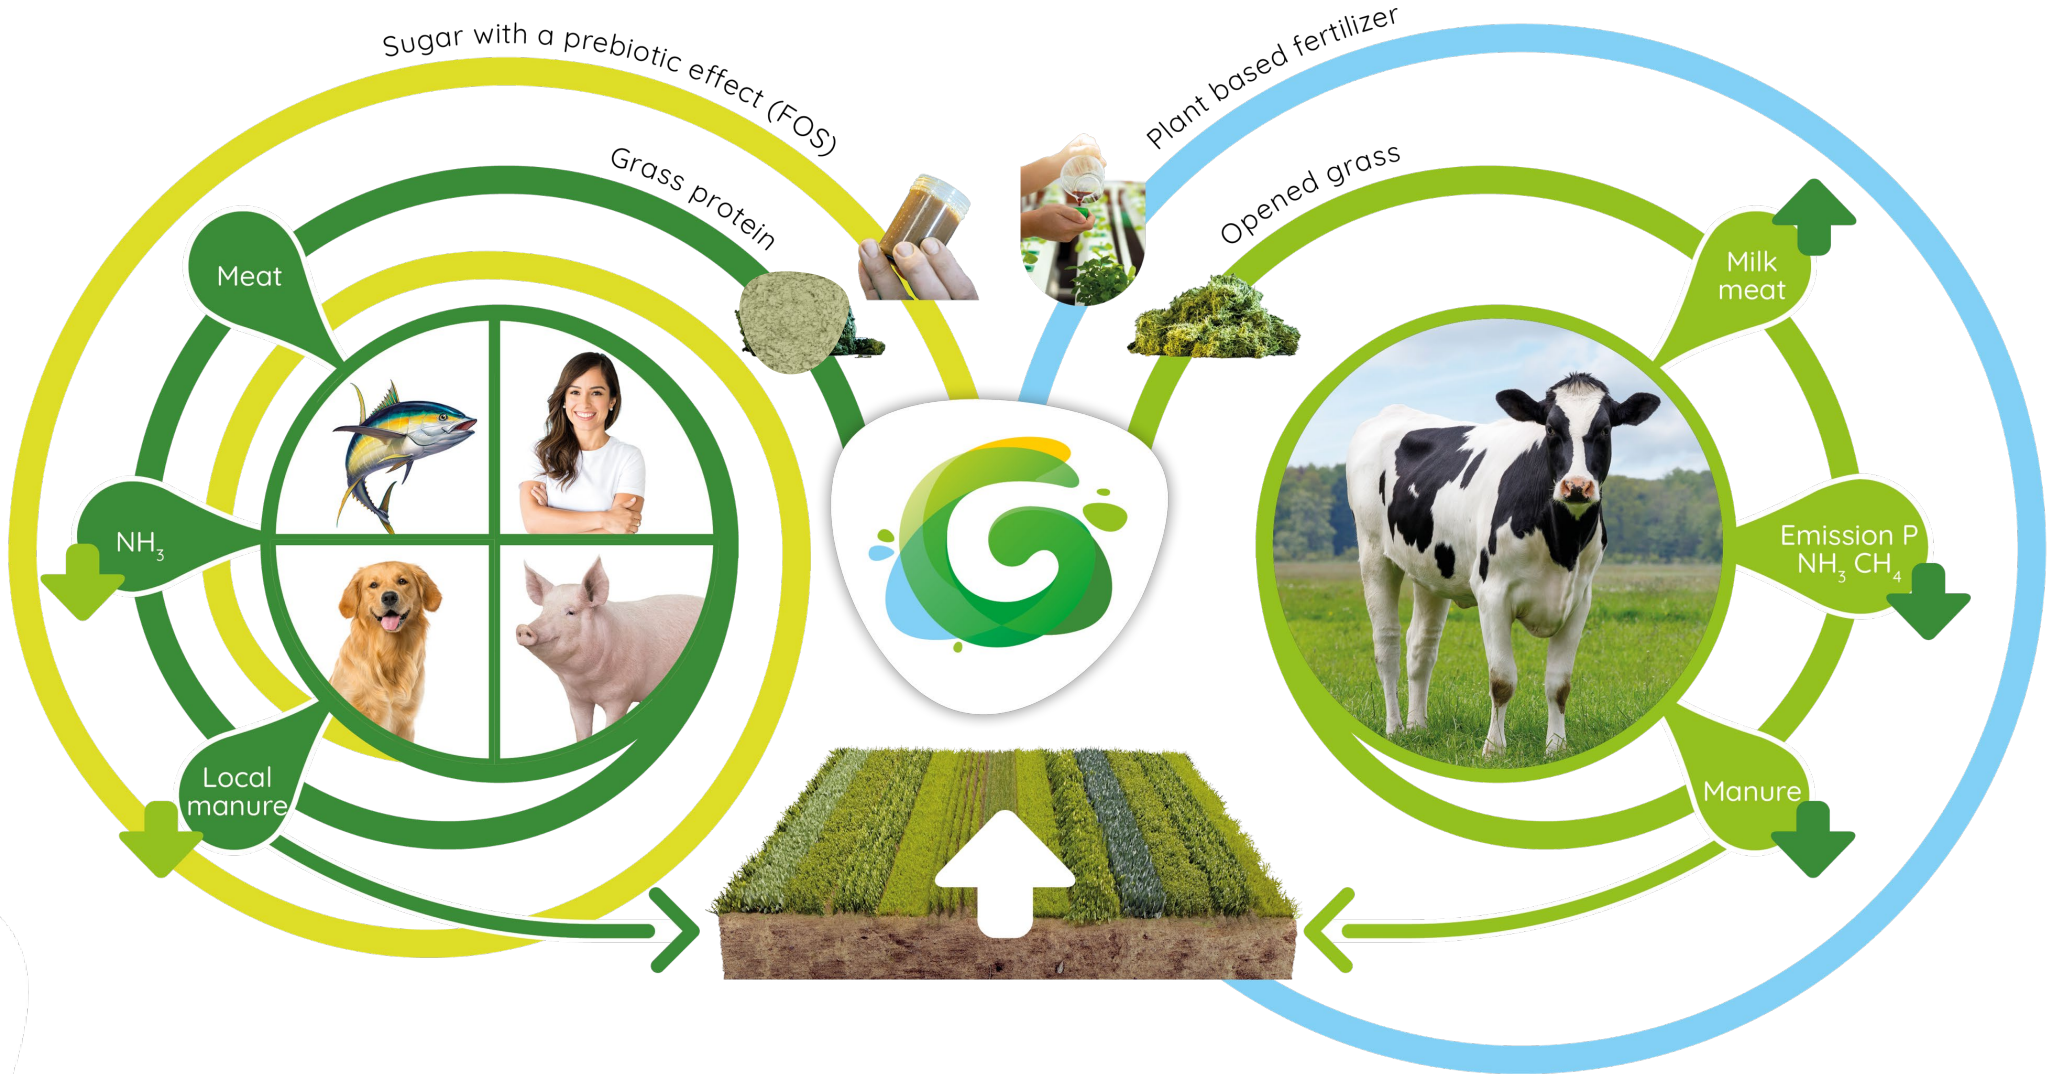 Sugar with a prebiotic effect (FOS)
Grass protein
Plant based fertilizer
Opened grass
Meat
NH₃
Local
manure
Milk
meat
Emission P
NH₃ CH₄
Manure